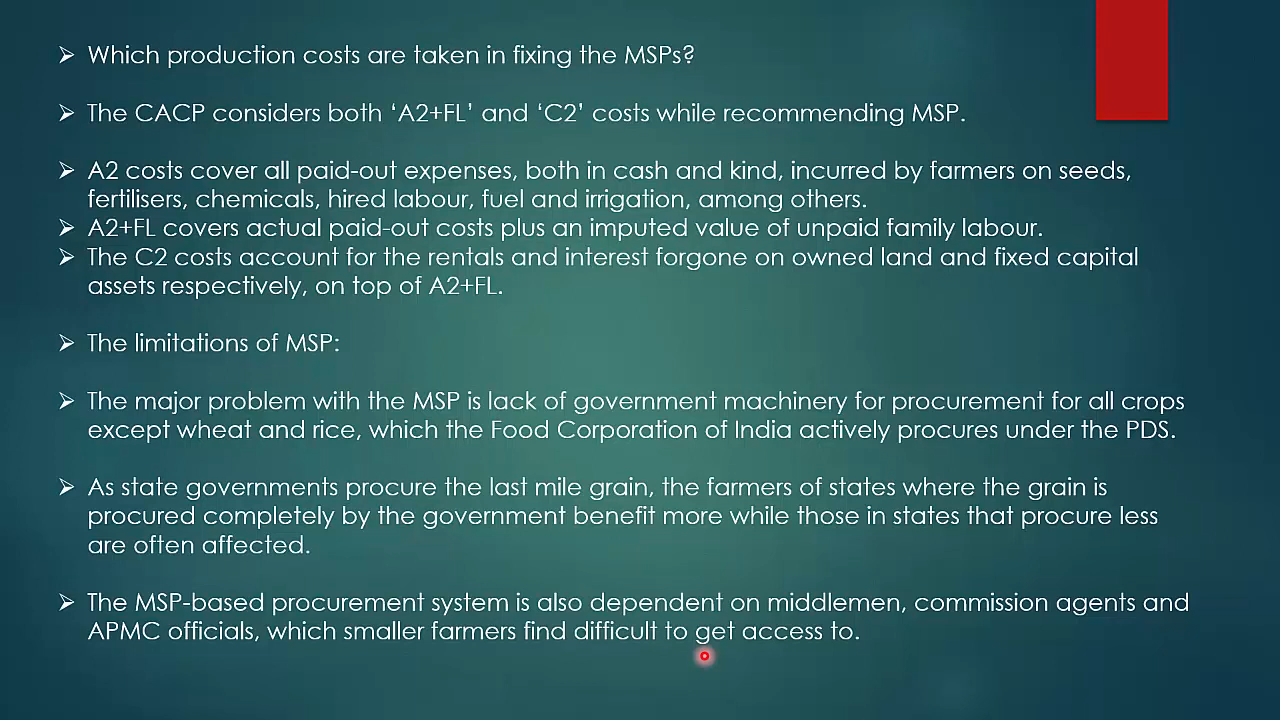 ➢ Which production costs are taken in fixing the MSPs?
➢ The CACP considers both ‘A2+FL’ and ‘C2’ costs while recommending MSP.
➢ A2 costs cover all paid-out expenses, both in cash and kind, incurred by farmers on seeds,
fertilisers, chemicals, hired labour, fuel and irrigation, among others.
➢ A2+FL covers actual paid-out costs plus an imputed value of unpaid family labour.
➢ The C2 costs account for the rentals and interest forgone on owned land and fixed capital
assets respectively, on top of A2+FL.
➢ The limitations of MSP:
➢ The major problem with the MSP is lack of government machinery for procurement for all crops
except wheat and rice, which the Food Corporation of India actively procures under the PDS.
➢ As state governments procure the last mile grain, the farmers of states where the grain is
procured completely by the government benefit more while those in states that procure less
are often affected.
➢ The MSP-based procurement system is also dependent on middlemen, commission agents and
APMC officials, which smaller farmers find difficult to get access to.